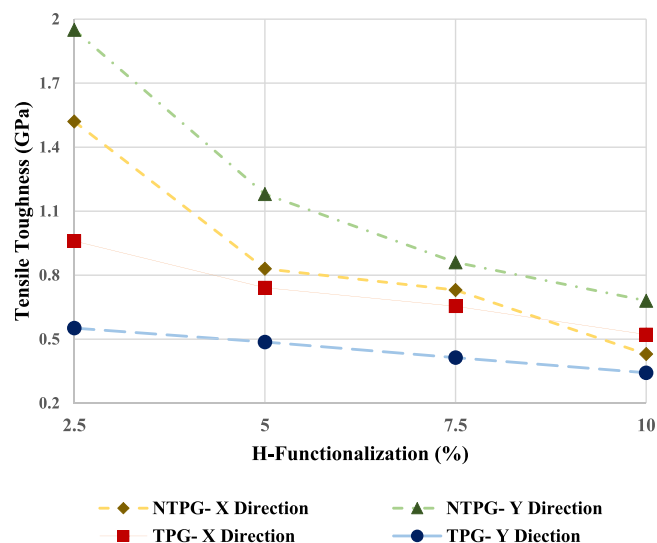 2
1.7
1.4
1.1
0.8
0.5
0.2
Tensile Toughness (GPa)
2.5 5 7.5 10
H-Functionalization (%)
NTPG- X Direction NTPG- Y Direction
TPG- X Direction TPG- Y Diection